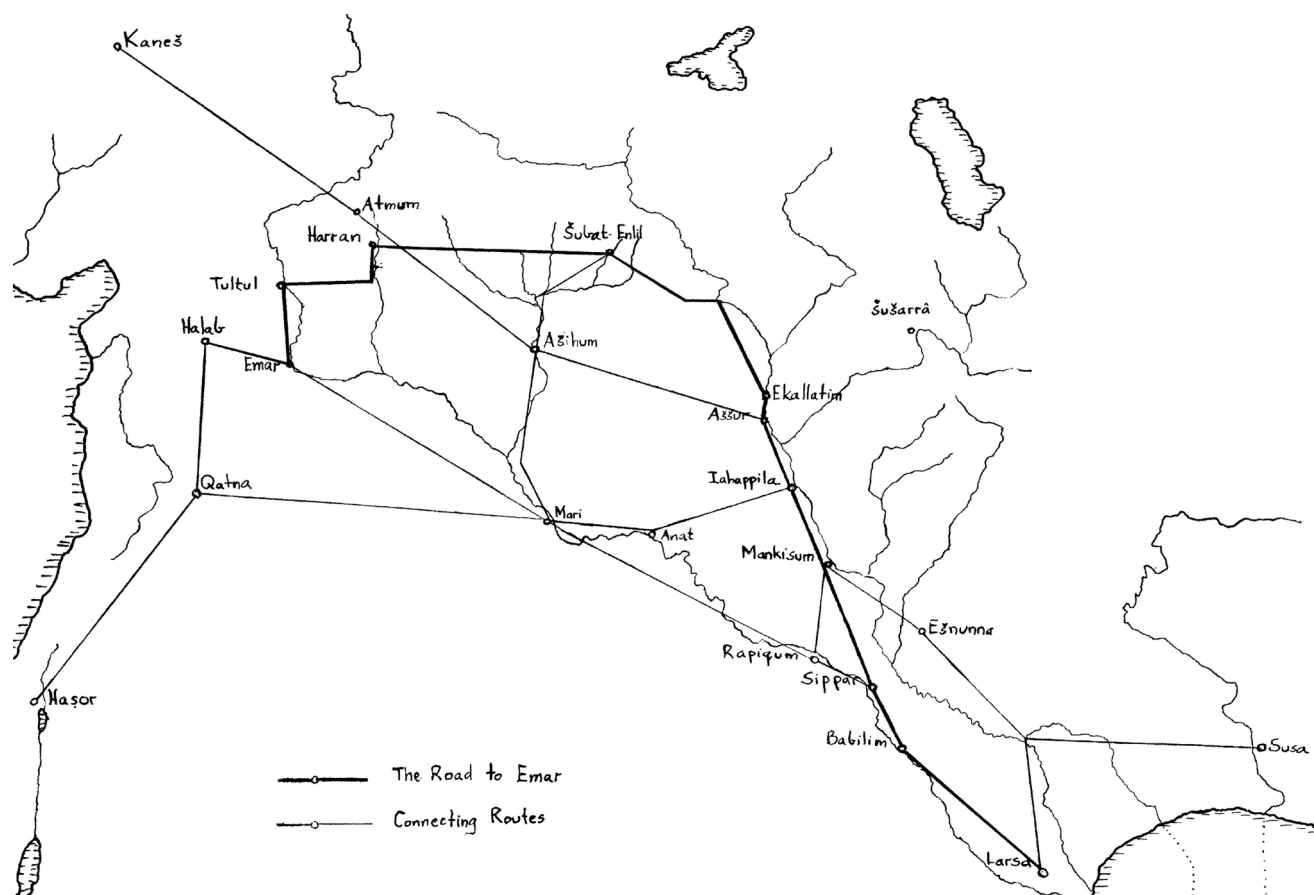 Kaneš
Atmum
Harran
Šubat-Enlil
Tultul
Šušarrâ
Halab
Ašihum
Emar
Ekallatim
Aššur
Qatna
Iahappila
Mari
Anat
Mankisum
Ešnunna
Rapiqum
Sippar
Haṣor
Babilim
Susa
The Road to Emar
Connecting Routes
Larsa